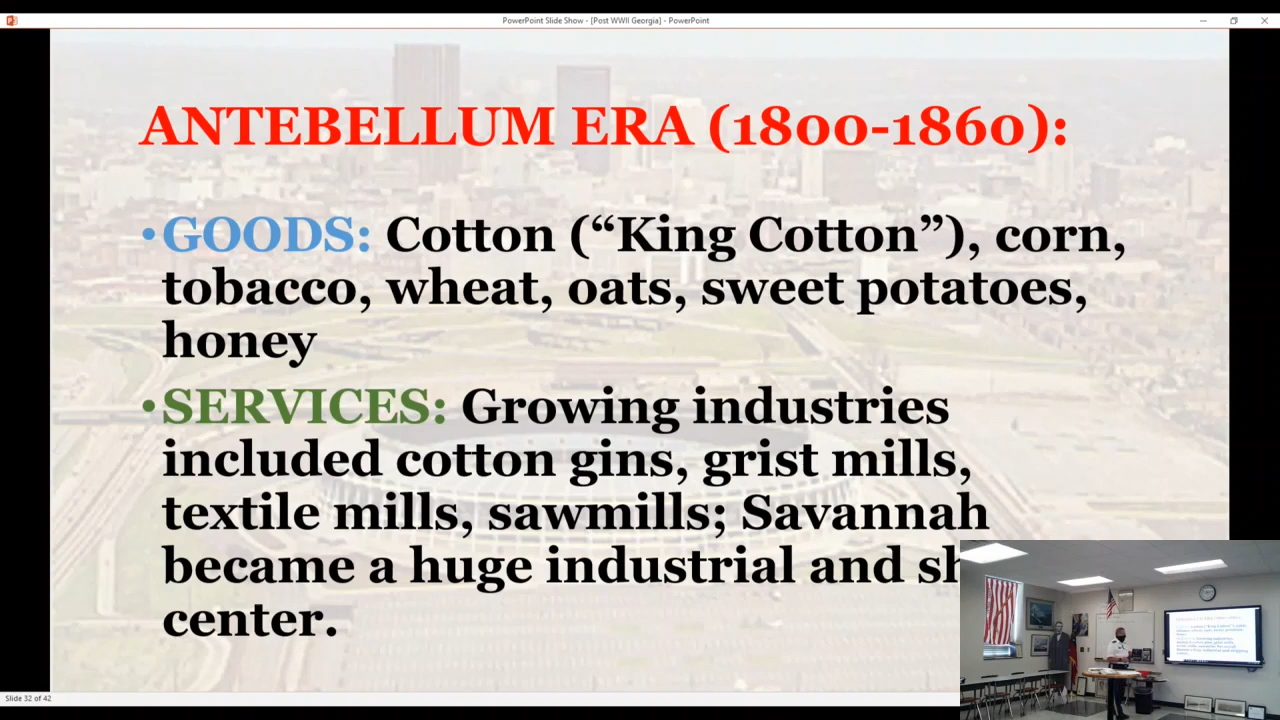 PowerPoint Slide Show - [Post WWII Georgia] - PowerPoint
ANTEBELLUM ERA (1800-1860):
•GOODS: Cotton (“King Cotton”), corn,
tobacco, wheat, oats, sweet potatoes,
honey
•SERVICES: Growing industries
included cotton gins, grist mills,
textile mills, sawmills; Savannah
became a huge industrial and sh
center.
Slide 32 of 42